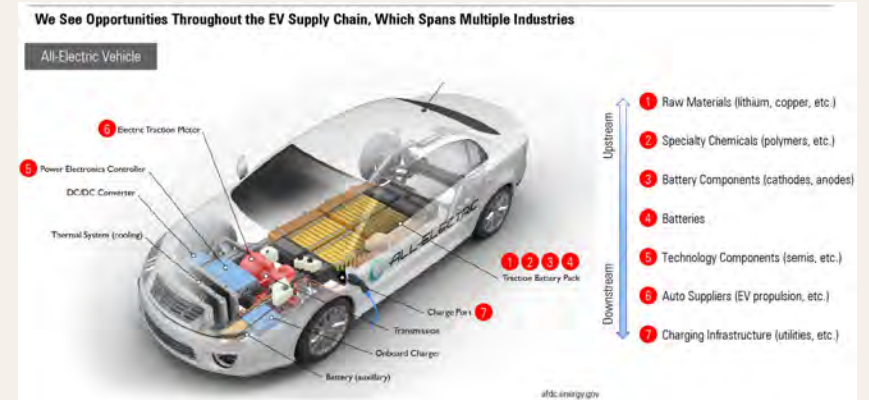 We See Opportunities Throughout the EV Supply Chain, Which Spans Multiple Industries
All-Electric Vehicle
6 Electric Traction Motor
5 Power Electronics Controller
DC/DC Converter
Thermal System (cooling)
ALL-ELECTRIC
1 2 3 4
Traction Battery Pack
Charge Port 7
Transmission
Onboard Charger
Battery (auxiliary)
Upstream
Downstream
1 Raw Materials (lithium, copper, etc.)
2 Specialty Chemicals (polymers, etc.)
3 Battery Components (cathodes, anodes)
4 Batteries
5 Technology Components (semis, etc.)
6 Auto Suppliers (EV propulsion, etc.)
7 Charging Infrastructure (utilities, etc.)
afdc.energy.gov